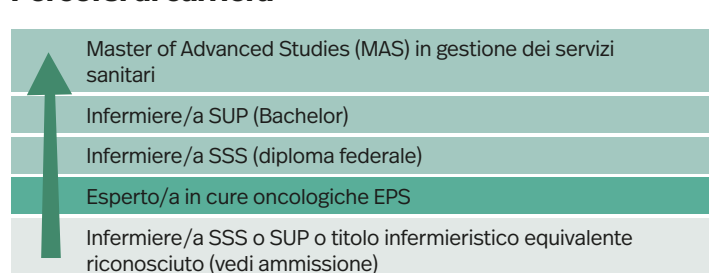 Master of Advanced Studies (MAS) in gestione dei servizi
sanitari
Infermiere/a SUP (Bachelor)
Infermiere/a SSS (diploma federale)
Esperto/a in cure oncologiche EPS
Infermiere/a SSS o SUP o titolo infermieristico equivalente
riconosciuto (vedi ammissione)